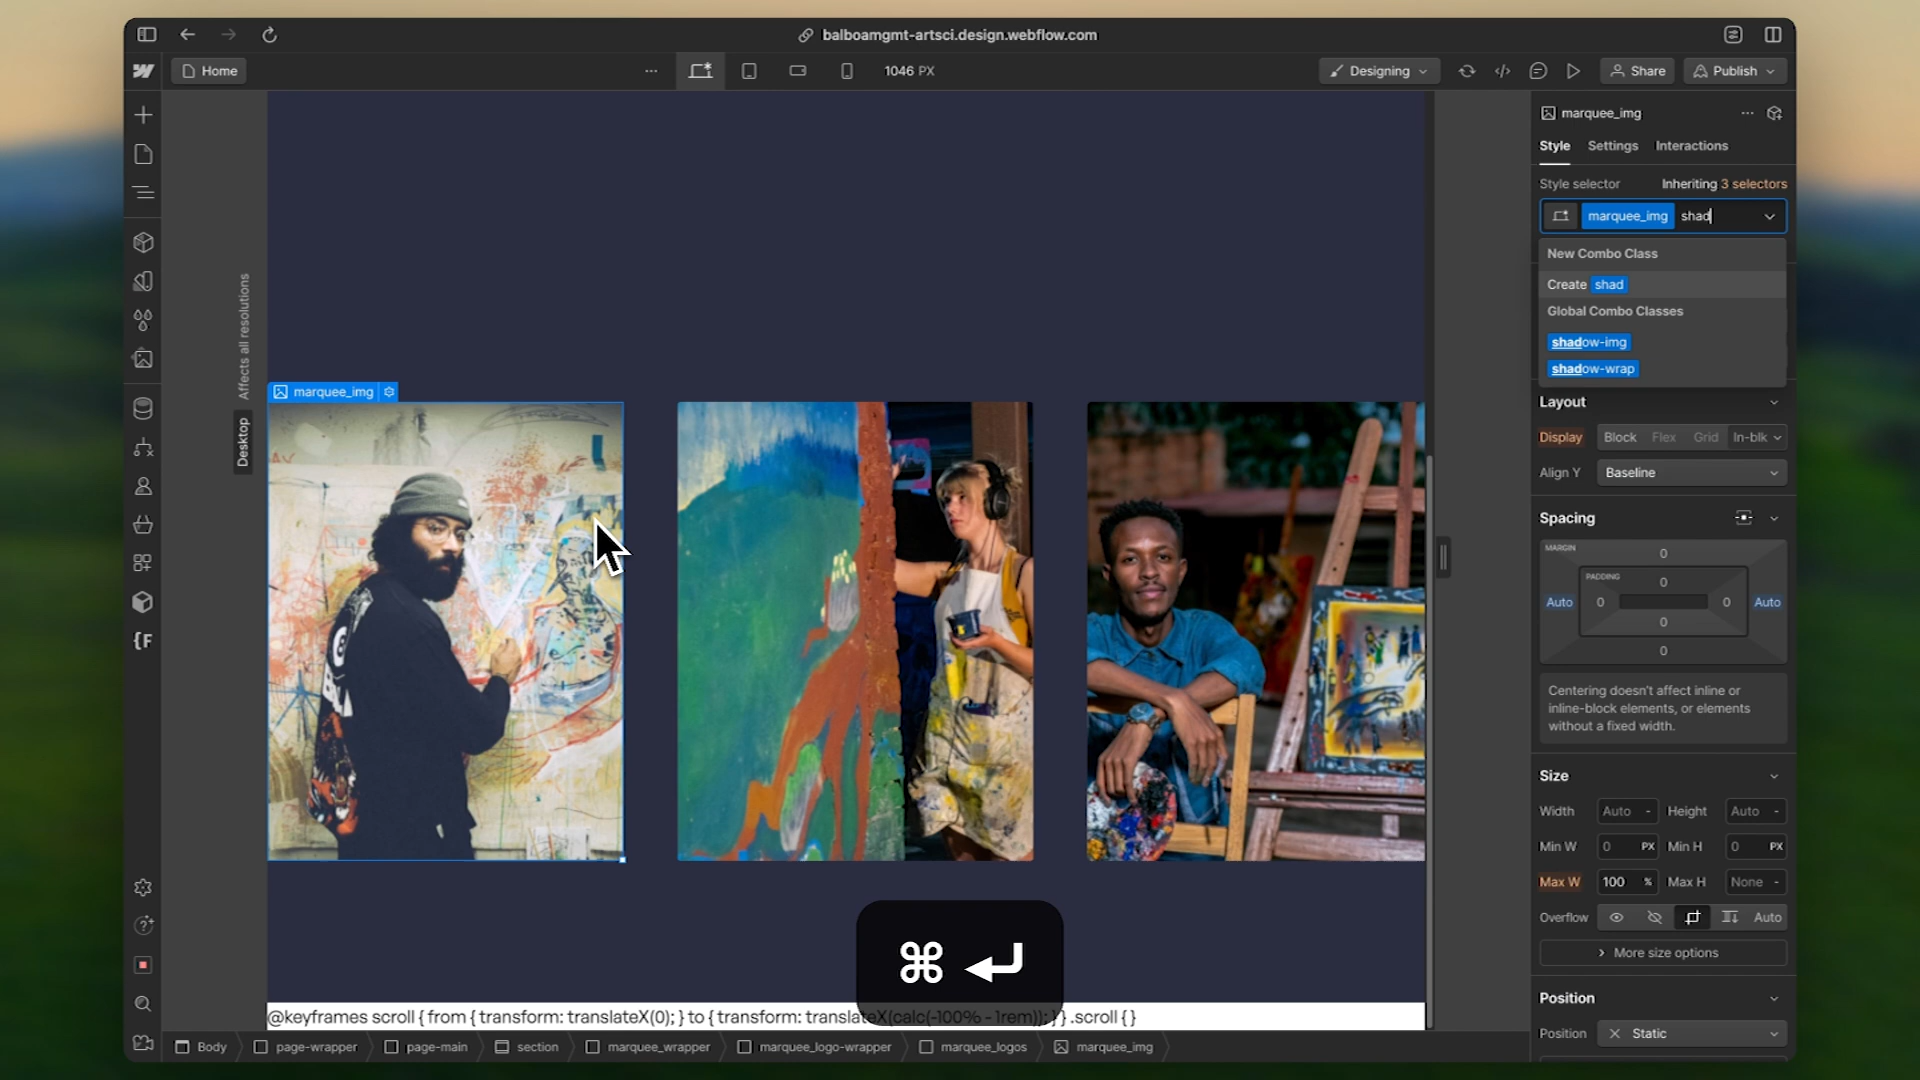 balboamgmt-artsci.design.webflow.com
Home
1046 PX
Designing
Share
Publish
marquee_img
Style Settings Interactions
Style selector Inheriting 3 selectors
marquee_img shad
New Combo Class
Create shad
Global Combo Classes
shadow-img
shadow-wrap
Layout
Display Block Flex Grid In-blk
Align Y Baseline
Spacing
MARGIN
0
PADDING
0
Auto 0 0 Auto
0
0
Centering doesn't affect inline or
inline-block elements, or elements
without a fixed width.
Size
Width Auto - Height Auto -
Min W 0 PX Min H 0 PX
Max W 100 % Max H None -
Overflow Auto
More size options
Position
Position Static
Affects all resolutions
Desktop
marquee_img
{F
⌘
@keyframes scroll { from { transform: translateX(0); } to { transform: translateX(calc(-100% - 1rem)); } } .scroll { }
Body page-wrapper page-main section marquee_wrapper marquee_logo-wrapper marquee_logos marquee_img